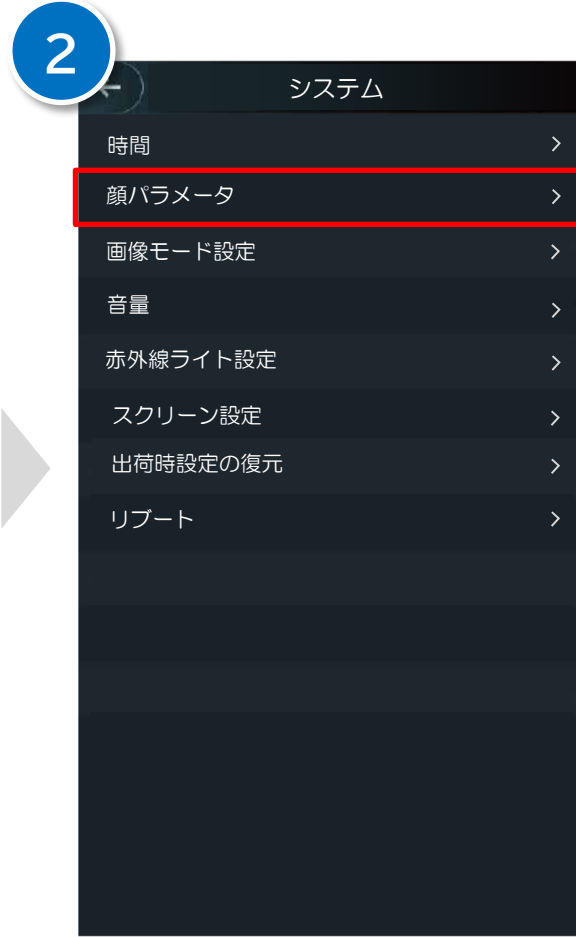 2
システム
時間
顔パラメータ
画像モード設定
音量
赤外線ライト設定
スクリーン設定
出荷時設定の復元
リブート